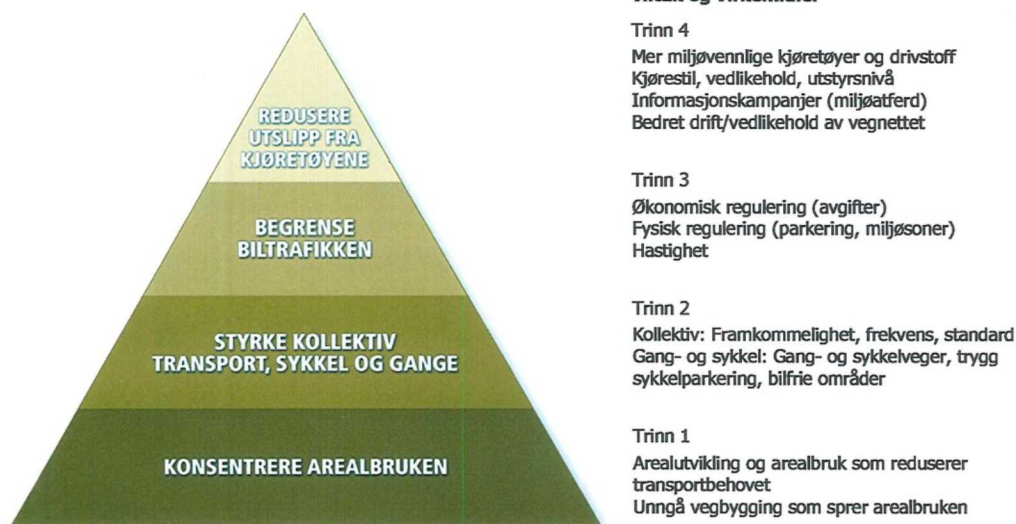 REDUSERE
UTSLIPP FRA
KJØRETØYENE
BEGRENSE
BILTRAFIKKEN
STYRKE KOLLEKTIV
TRANSPORT, SYKKEL OG GANGE
KONSENTRERE AREALBRUKEN
Trinn 4
Mer miljøvennlige kjøretøyer og drivstoff
Kjørestil, vedlikehold, utstyrsnivå
Informasjonskampanjer (miljøatferd)
Bedret drift/vedlikehold av vegnettet
Trinn 3
Økonomisk regulering (avgifter)
Fysisk regulering (parkering, miljøsoner)
Hastighet
Trinn 2
Kollektiv: Framkommelighet, frekvens, standard
Gang- og sykkel: Gang- og sykkelveger, trygg
sykkelparkering, bilfrie områder
Trinn 1
Arealutvikling og arealbruk som reduserer
transportbehovet
Unngå vegbygging som sprer arealbruken